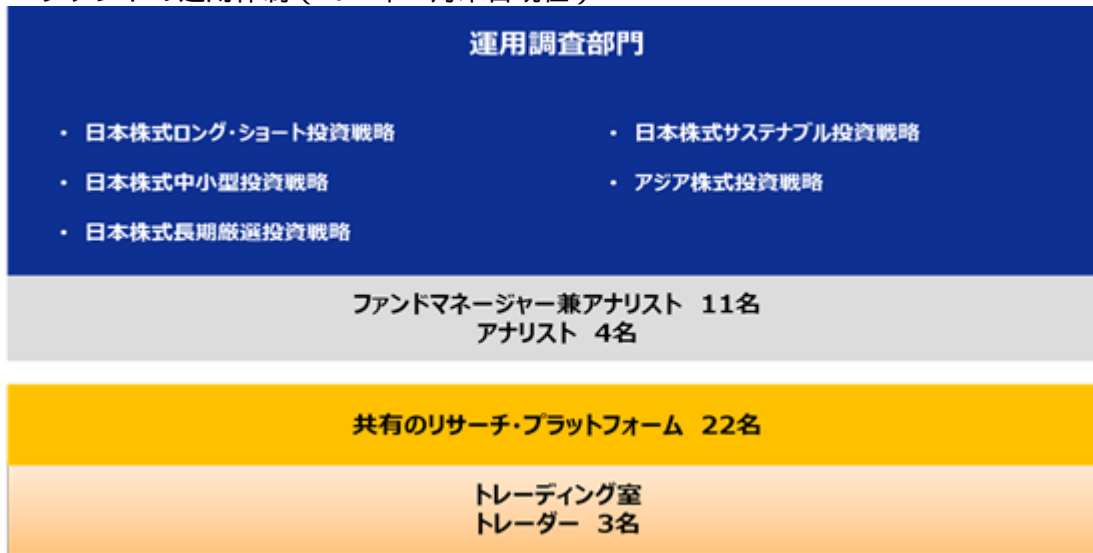 運用調査部門
・ 日本株式ロング・ショート投資戦略
・ 日本株式サステナブル投資戦略
・ 日本株式中小型投資戦略
・ アジア株式投資戦略
・ 日本株式長期厳選投資戦略
ファンドマネージャー兼アナリスト 11名
アナリスト 4名
共有のリサーチ・プラットフォーム 22名
トレーディング室
トレーダー 3名